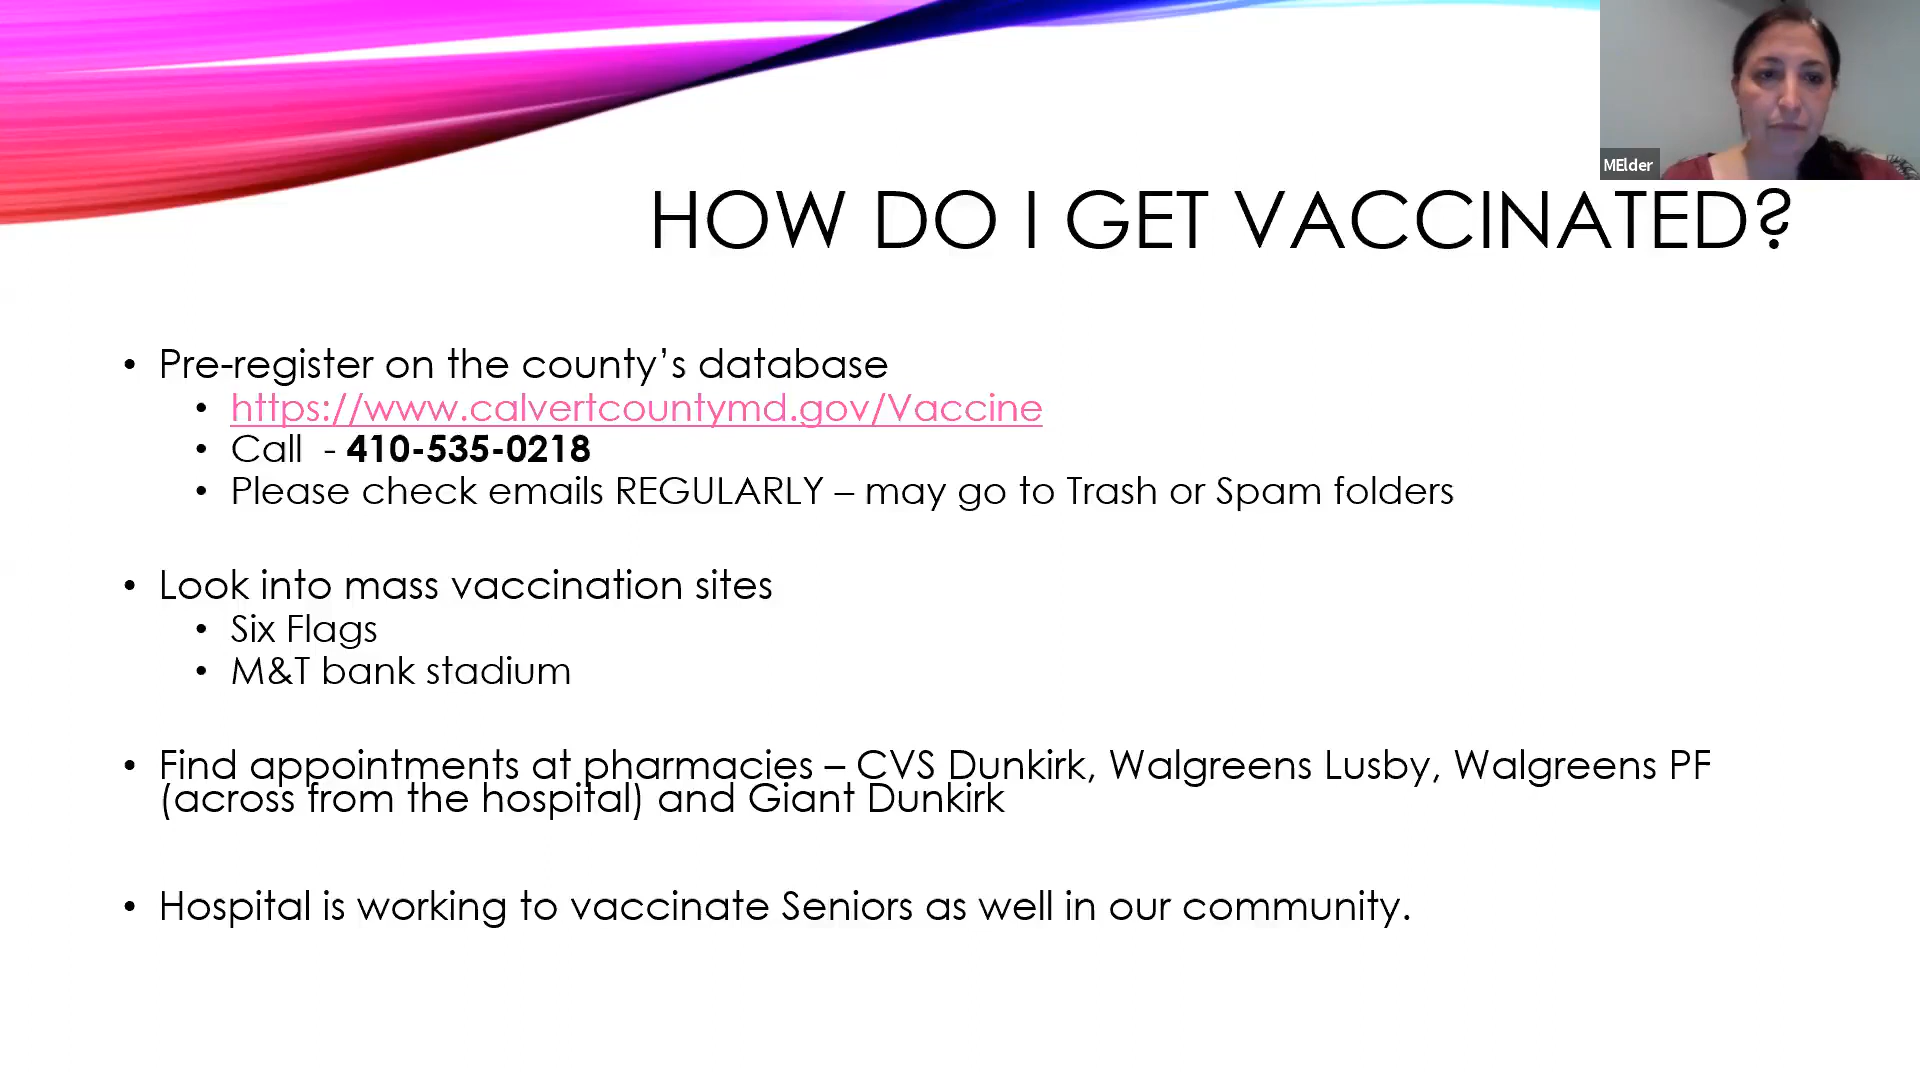 MElder
HOW DO I GET VACCINATED?
• Pre-register on the county's database
• https://www.calvertcountymd.gov/Vaccine
• Call - 410-535-0218
• Please check emails REGULARLY – may go to Trash or Spam folders
• Look into mass vaccination sites
• Six Flags
• M&T bank stadium
• Find appointments at pharmacies – CVS Dunkirk, Walgreens Lusby, Walgreens PF
(across from the hospital) and Giant Dunkirk
• Hospital is working to vaccinate Seniors as well in our community.